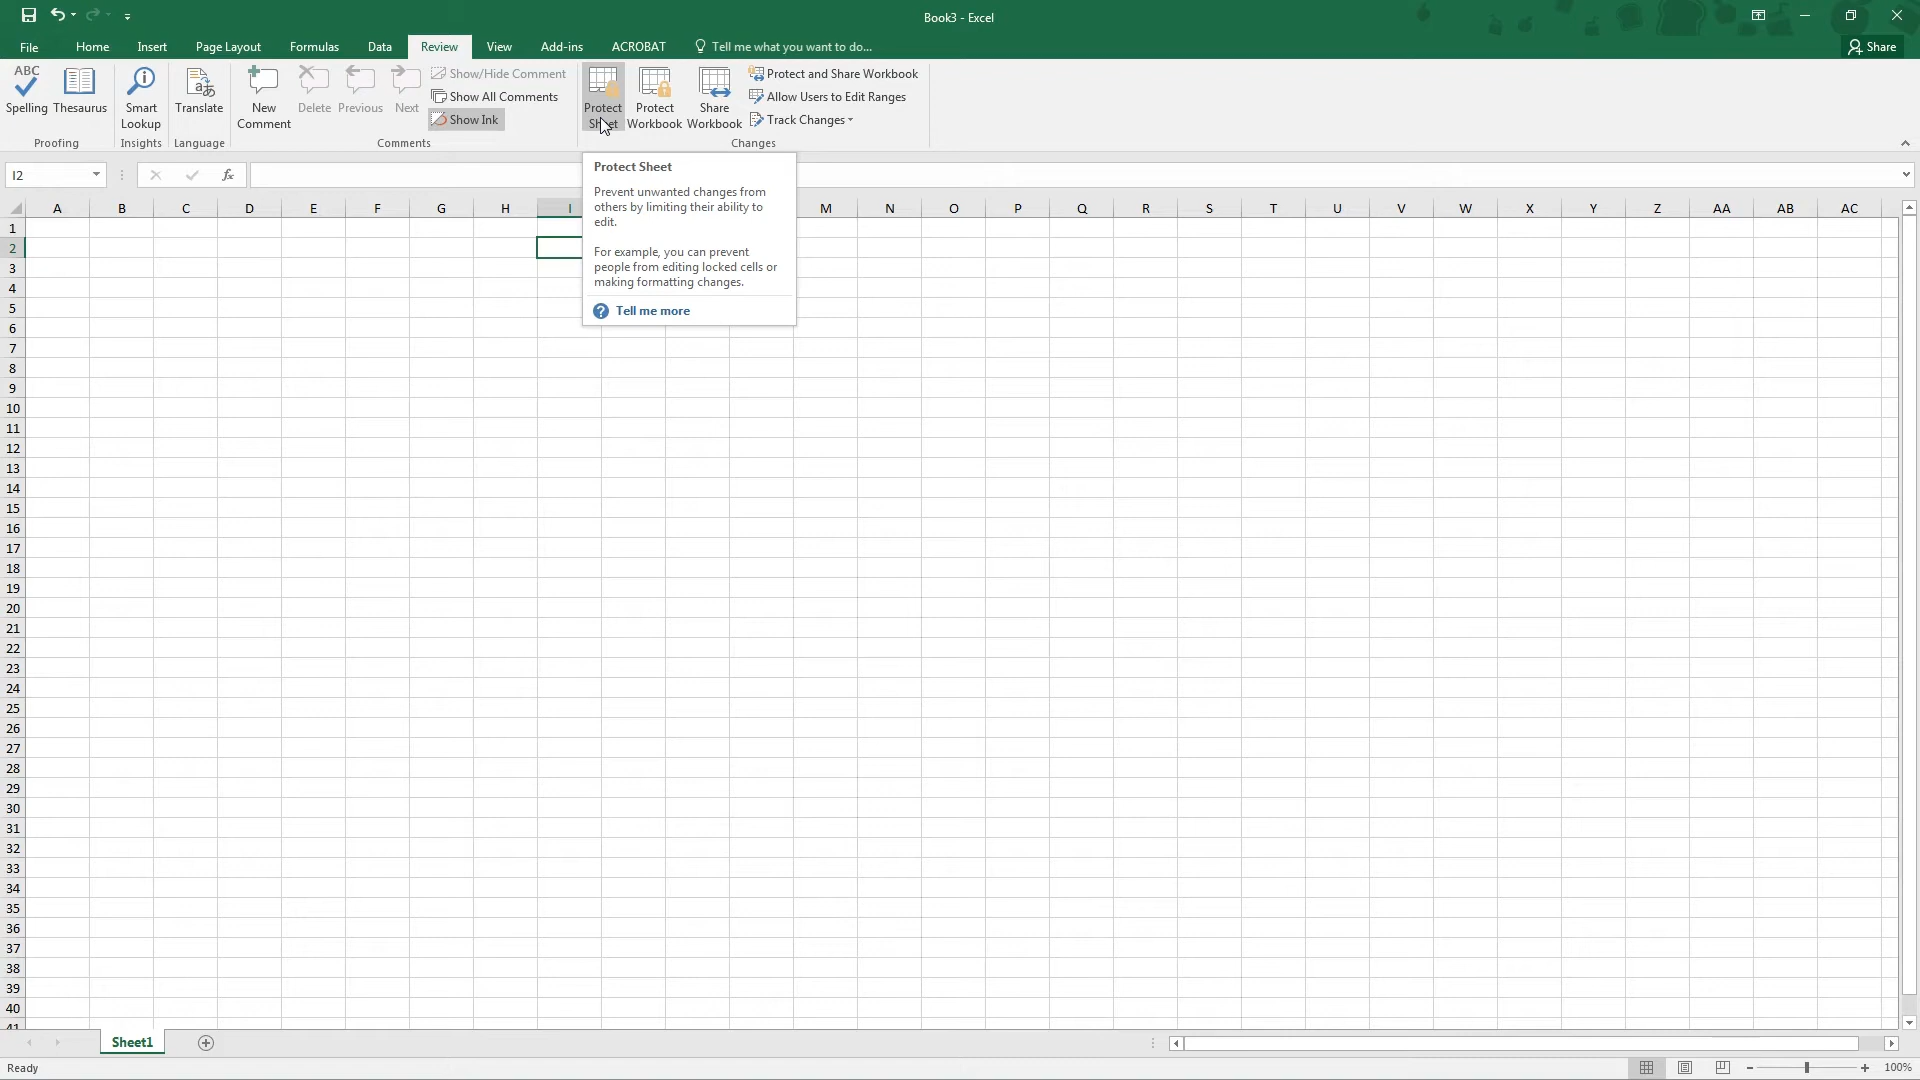 Book3 - Excel
File Home Insert Page Layout Formulas Data Review View Add-ins ACROBAT Tell me what you want to do... Share
ABC
Spelling
Thesaurus
Proofing
Smart
Lookup
Insights
Translate
Language
New
Comment
Delete
Previous
Next
Show/Hide Comment
Show All Comments
Show Ink
Comments
Protect
Sheet
Protect
Workbook
Share
Workbook
Protect and Share Workbook
Allow Users to Edit Ranges
Track Changes
Changes
I2
fx
Protect Sheet
Prevent unwanted changes from
others by limiting their ability to
edit.
For example, you can prevent
people from editing locked cells or
making formatting changes.
? Tell me more
A B C D E F G H I M N O P Q R S T U V W X Y Z AA AB AC
1
2
3
4
5
6
7
8
9
10
11
12
13
14
15
16
17
18
19
20
21
22
23
24
25
26
27
28
29
30
31
32
33
34
35
36
37
38
39
40
41
Sheet1
Ready
100%